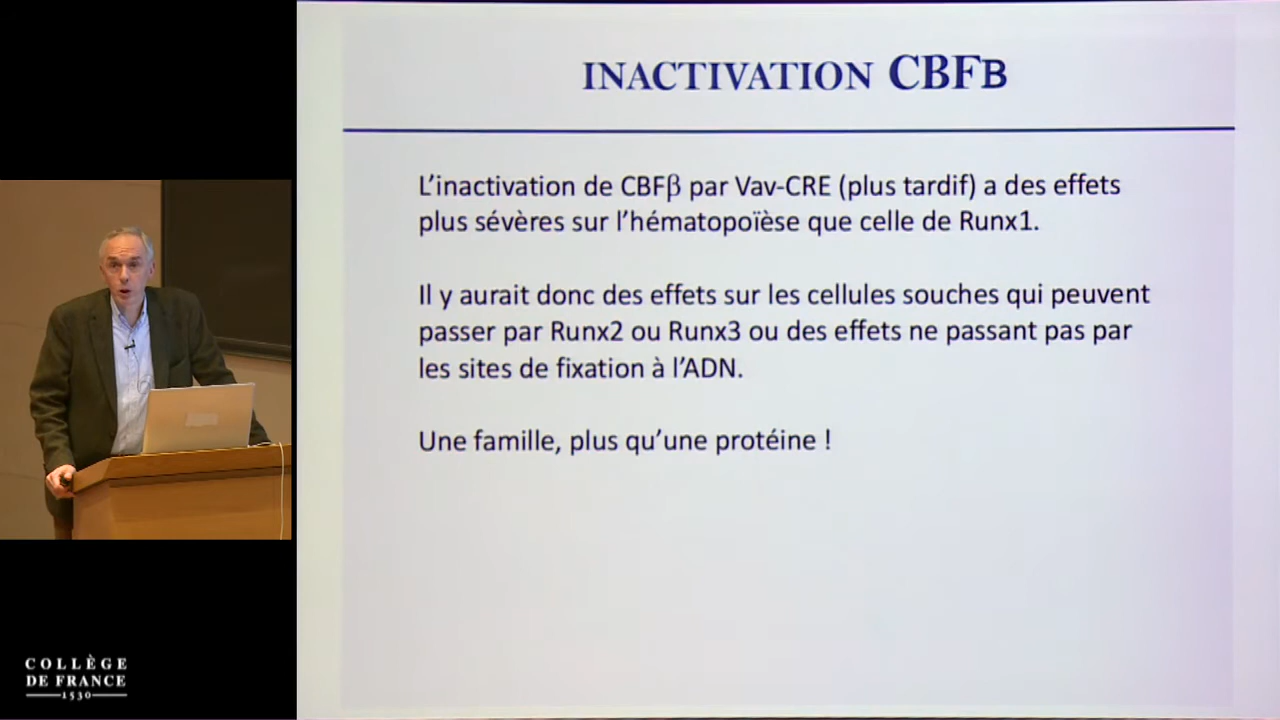 INACTIVATION CBFB
L'inactivation de CBFβ par Vav-CRE (plus tardif) a des effets
plus sévères sur l'hématopoïèse que celle de Runx1.
Il y aurait donc des effets sur les cellules souches qui peuvent
passer par Runx2 ou Runx3 ou des effets ne passant pas par
les sites de fixation à l'ADN.
Une famille, plus qu'une protéine !
COLLÈGE
DE FRANCE
1530